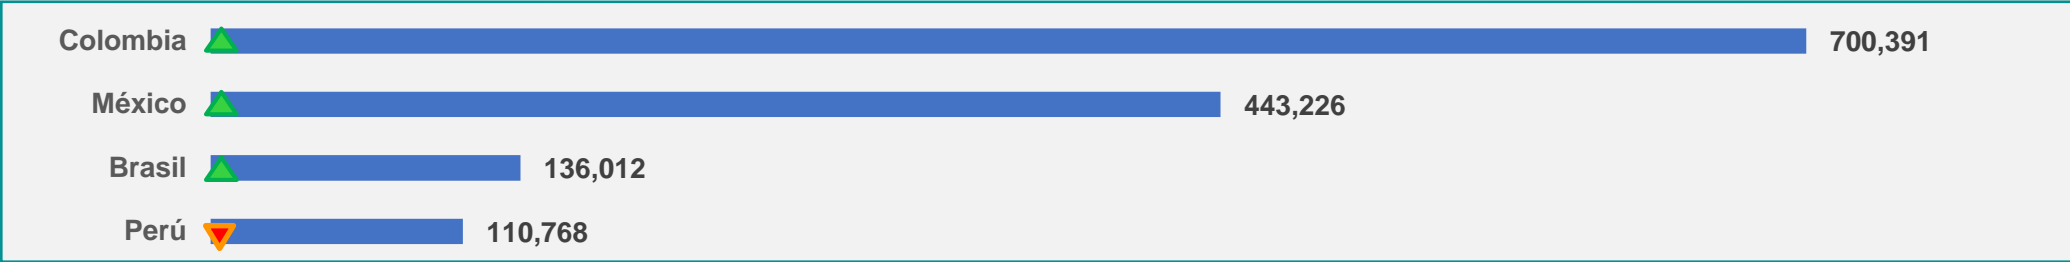 Colombia 700,391
México 443,226
Brasil 136,012
Perú 110,768